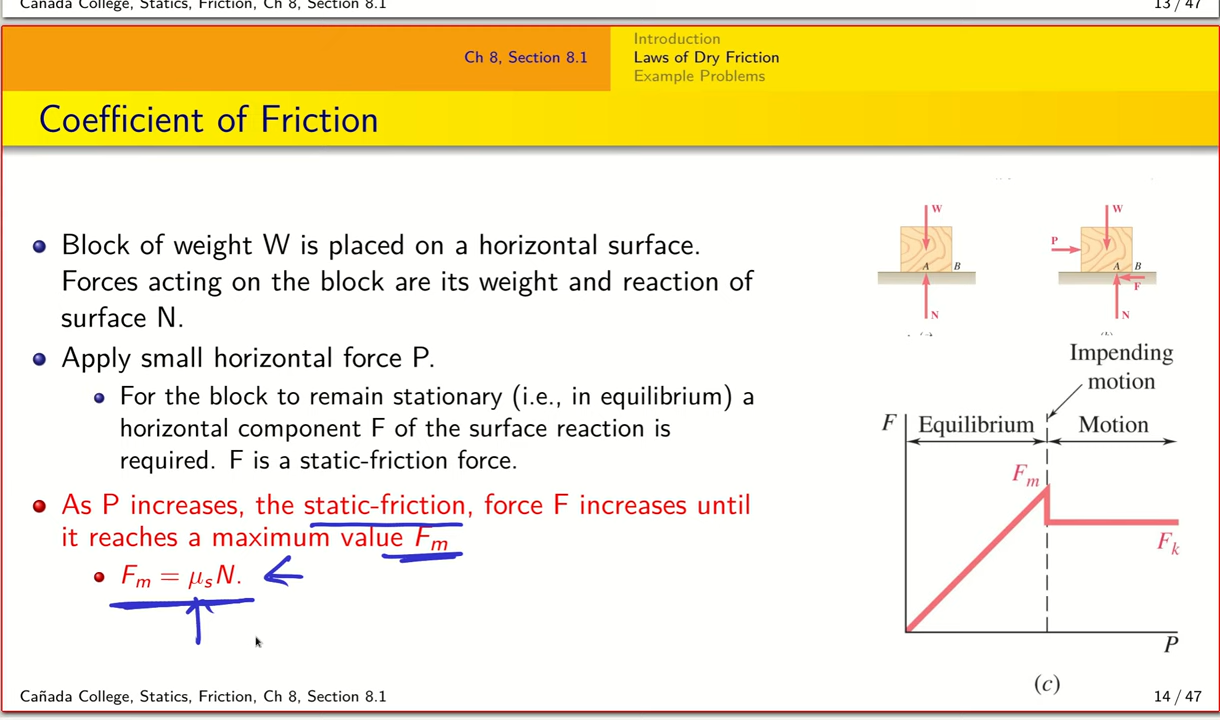 Cañada College, Statics, Friction, Ch 8, Section 8.1
13 / 47
Ch 8, Section 8.1
Introduction
Laws of Dry Friction
Example Problems
Coefficient of Friction
Block of weight W is placed on a horizontal surface.
Forces acting on the block are its weight and reaction of
surface N.
Apply small horizontal force P.
For the block to remain stationary (i.e., in equilibrium) a
horizontal component F of the surface reaction is
required. F is a static-friction force.
As P increases, the static-friction, force F increases until
it reaches a maximum value Fₘ
Fₘ = μₛN.
W
A B
N
W
P
A B
F
N
Impending
motion
F
Equilibrium
Motion
Fₘ
Fₖ
P
(c)
Cañada College, Statics, Friction, Ch 8, Section 8.1
14 / 47